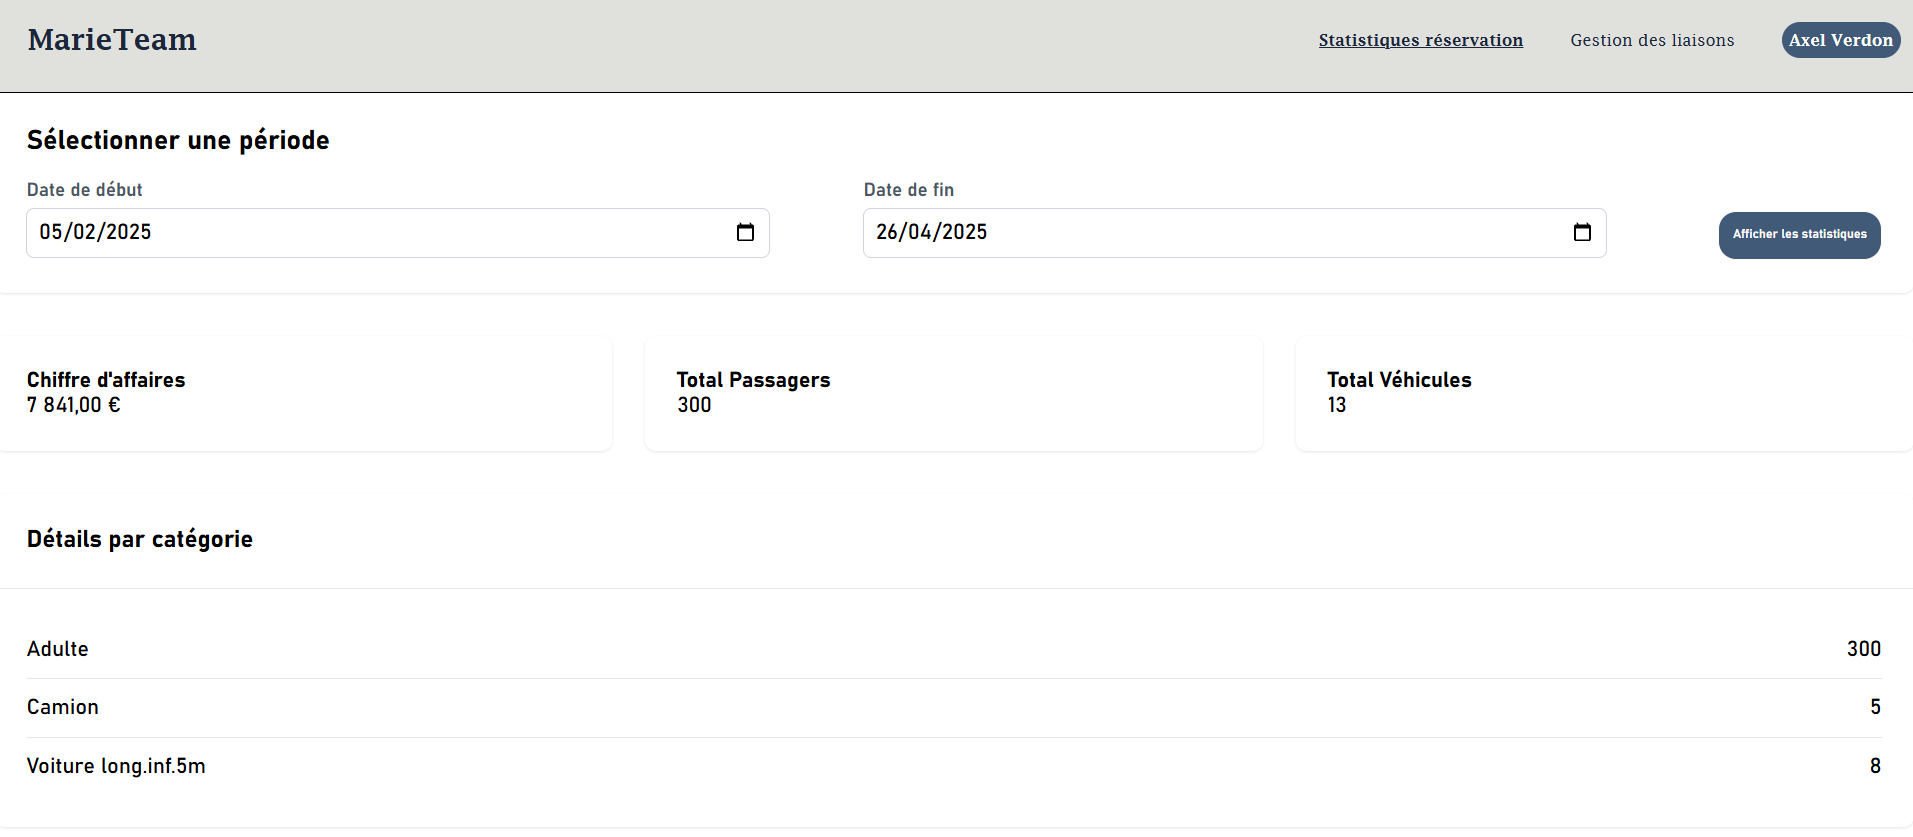 MarieTeam
Statistiques réservation
Gestion des liaisons
Axel Verdon
Sélectionner une période
Date de début
Date de fin
05/02/2025
26/04/2025
Afficher les statistiques
Chiffre d'affaires
7 841,00 €
Total Passagers
300
Total Véhicules
13
Détails par catégorie
Adulte 300
Camion 5
Voiture long.inf.5m 8